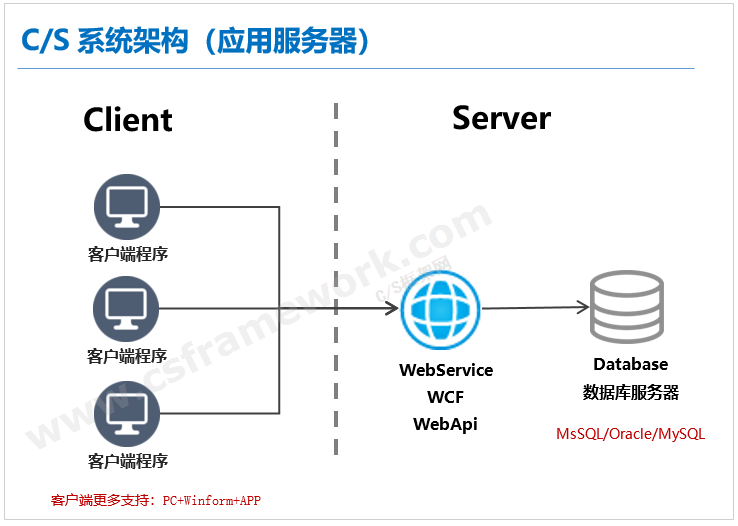 C/S 系统架构（应用服务器）
Client
Server
客户端程序
客户端程序
客户端程序
WebService
WCF
WebApi
Database
数据库服务器
MsSQL/Oracle/MySQL
客户端更多支持：PC+Winform+APP
www.csframework.com
C/S框架网